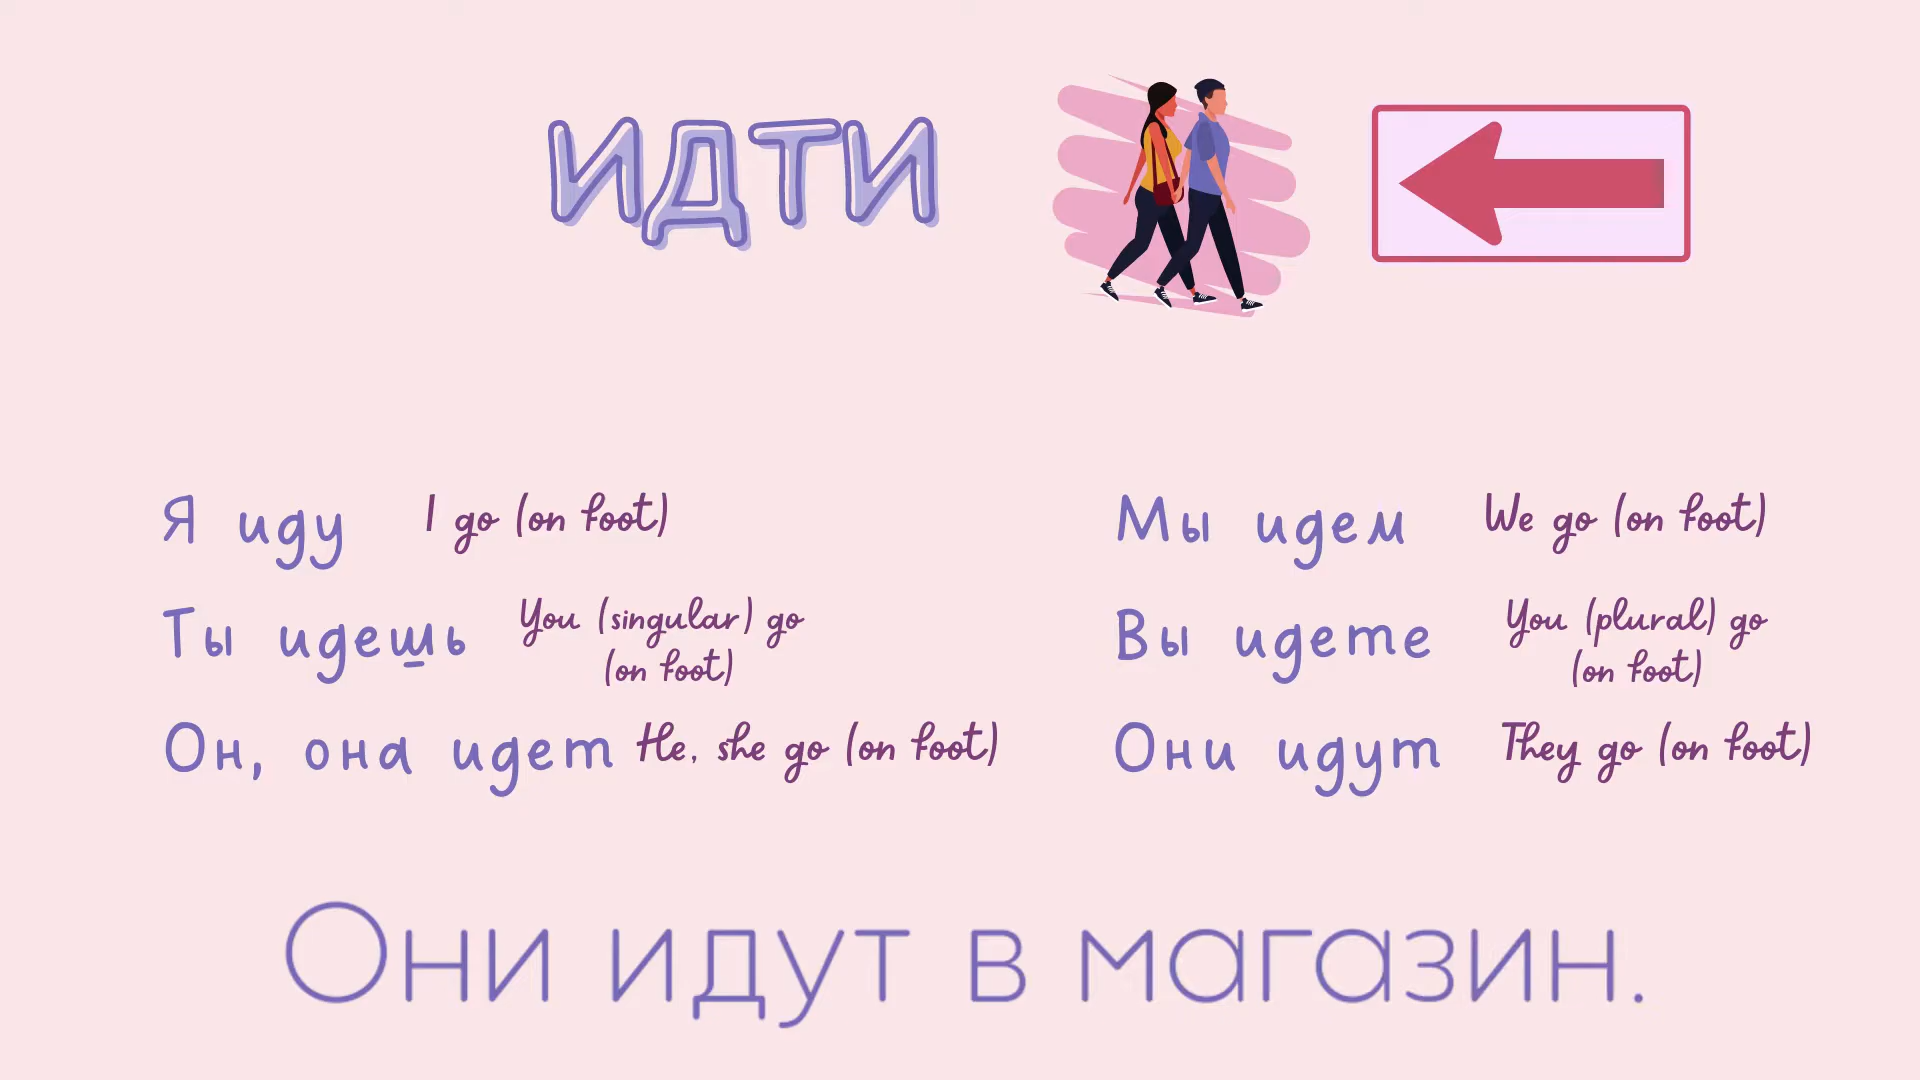 ИДТИ
Я иду I go (on foot)
Ты идешь You (singular) go
(on foot)
Он, она идет He, she go (on foot)
Мы идем We go (on foot)
Вы идете You (plural) go
(on foot)
Они идут They go (on foot)
Они идут в магазин.